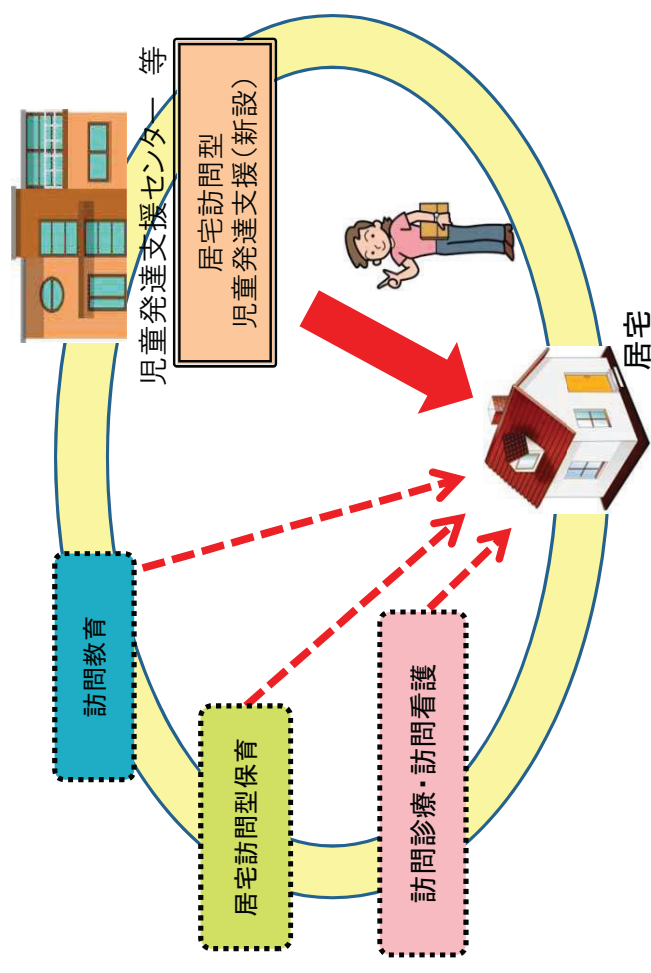 児童発達支援センター 等
居宅訪問型
児童発達支援(新設)
訪問教育
居宅訪問型保育
訪問診療・訪問看護
居宅